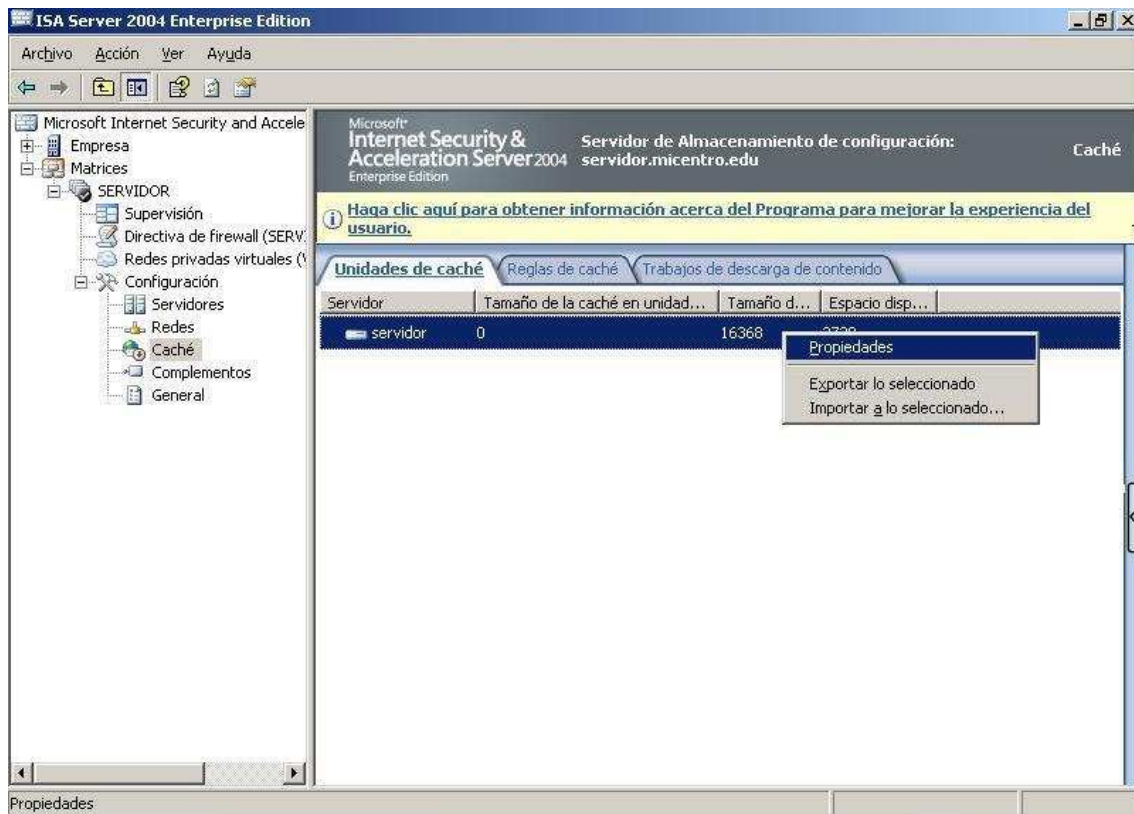 ISA Server 2004 Enterprise Edition
Archivo Acción Ver Ayuda
Microsoft Internet Security and Accele
Empresa
Matrices
SERVIDOR
Supervisión
Directiva de firewall (SERV
Redes privadas virtuales (
Configuración
Servidores
Redes
Caché
Complementos
General
Microsoft
Internet Security &
Acceleration Server 2004
Enterprise Edition
Servidor de Almacenamiento de configuración:
servidor.micentro.edu
Caché
Haga clic aquí para obtener información acerca del Programa para mejorar la experiencia del
usuario.
Unidades de caché Reglas de caché Trabajos de descarga de contenido
Servidor Tamaño de la caché en unidad... Tamaño d... Espacio disp...
servidor 0 16368
Propiedades
Exportar lo seleccionado
Importar a lo seleccionado...
Propiedades